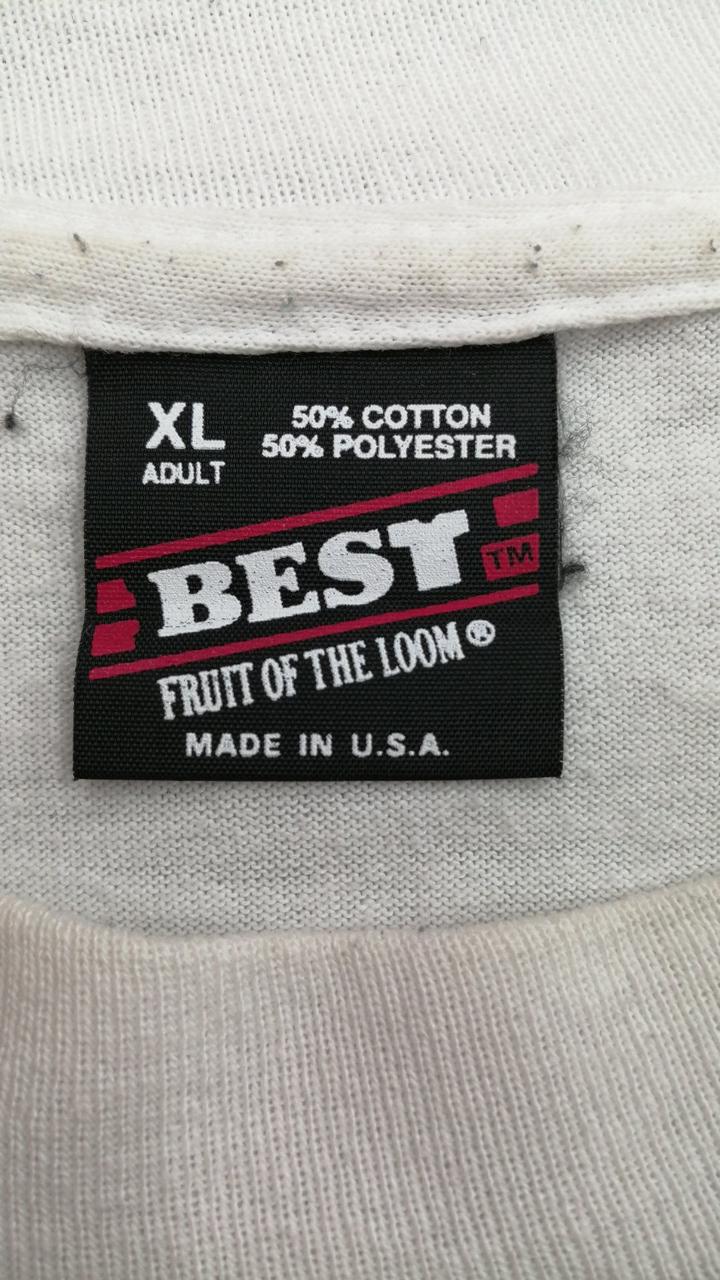 XL
ADULT
50% COTTON
50% POLYESTER
BEST
TM
FRUIT OF THE LOOM®
MADE IN U.S.A.